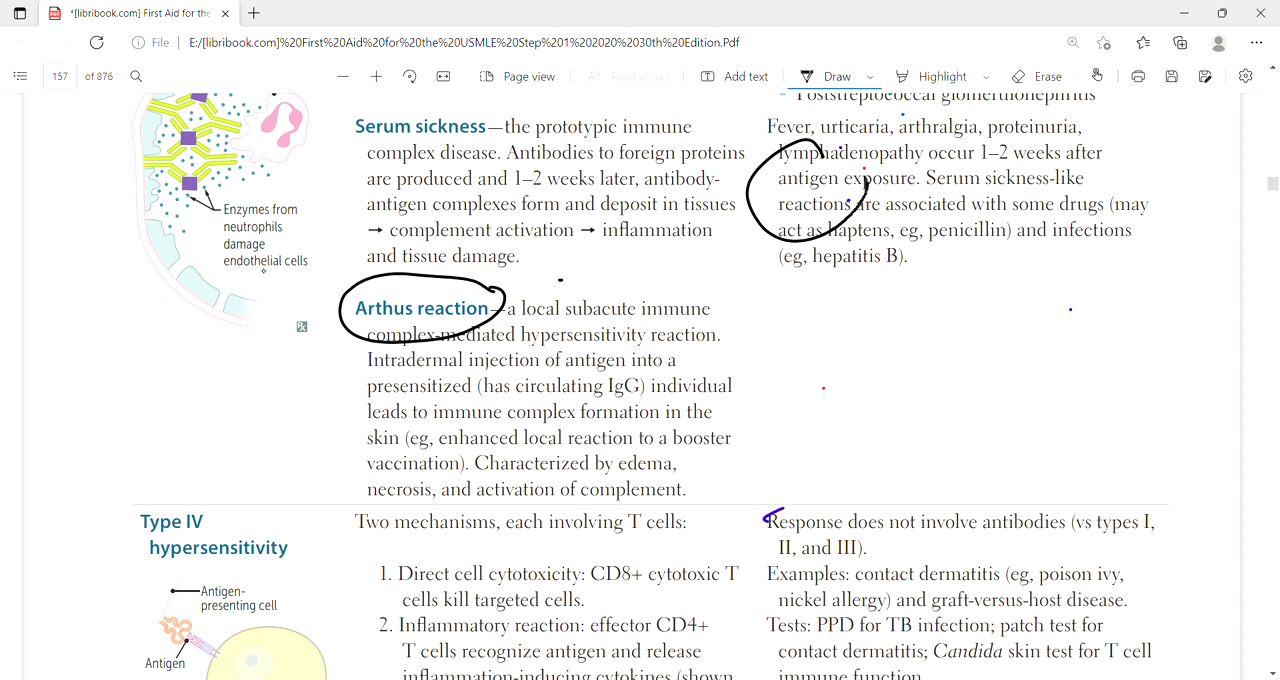 *[libribook.com] First Aid for the
File
E:/[libribook.com]%20First%20Aid%20for%20the%20USMLE%20Step%201%202020%2030th%20Edition.Pdf
157 of 876
Page view
Read aloud
Add text
Draw
Highlight
Erase
Enzymes from
neutrophils
damage
endothelial cells
Serum sickness—the prototypic immune
complex disease. Antibodies to foreign proteins
are produced and 1–2 weeks later, antibody-
antigen complexes form and deposit in tissues
→ complement activation → inflammation
and tissue damage.
Arthus reaction—a local subacute immune
complex-mediated hypersensitivity reaction.
Intradermal injection of antigen into a
presensitized (has circulating IgG) individual
leads to immune complex formation in the
skin (eg, enhanced local reaction to a booster
vaccination). Characterized by edema,
necrosis, and activation of complement.
Poststreptococcal glomerulonephritis
Fever, urticaria, arthralgia, proteinuria,
lymphadenopathy occur 1–2 weeks after
antigen exposure. Serum sickness-like
reactions are associated with some drugs (may
act as haptens, eg, penicillin) and infections
(eg, hepatitis B).
Type IV
hypersensitivity
Antigen-
presenting cell
Antigen
Two mechanisms, each involving T cells:
1. Direct cell cytotoxicity: CD8+ cytotoxic T
cells kill targeted cells.
2. Inflammatory reaction: effector CD4+
T cells recognize antigen and release
inflammation-inducing cytokines (shown
Response does not involve antibodies (vs types I,
II, and III).
Examples: contact dermatitis (eg, poison ivy,
nickel allergy) and graft-versus-host disease.
Tests: PPD for TB infection; patch test for
contact dermatitis; Candida skin test for T cell
immune function.